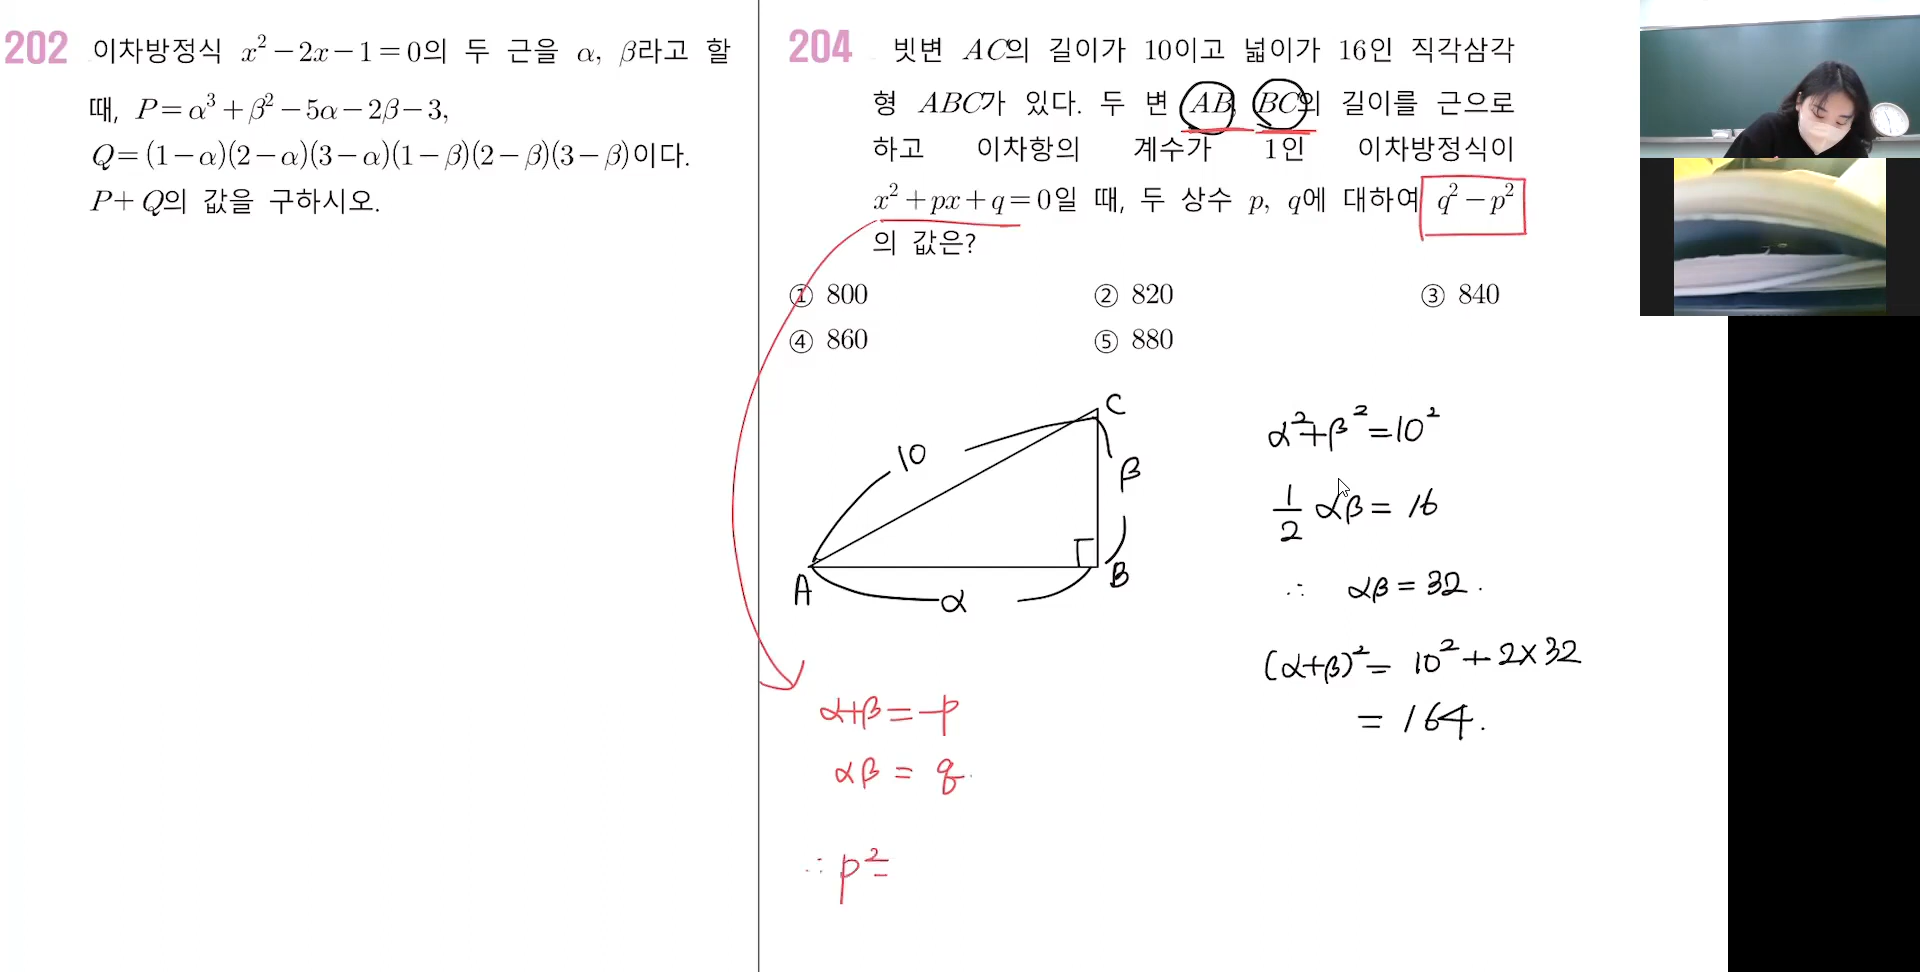 202 이차방정식 x² − 2x − 1 = 0의 두 근을 α, β라고 할
때, P = α³ + β² − 5α − 2β − 3,
Q = (1 − α)(2 − α)(3 − α)(1 − β)(2 − β)(3 − β)이다.
P + Q의 값을 구하시오.
204 빗변 AC의 길이가 10이고 넓이가 16인 직각삼각
형 ABC가 있다. 두 변 AB, BC의 길이를 근으로
하고 이차항의 계수가 1인 이차방정식이
x² + px + q = 0일 때, 두 상수 p, q에 대하여 q² − p²
의 값은?
① 800 ② 820 ③ 840
④ 860 ⑤ 880
C
10
β
A
B
α
α+β = −p
αβ = q.
∴ p² =
α²+β² = 10²
1/2 αβ = 16
∴ αβ = 32.
(α+β)² = 10² + 2×32
= 164.